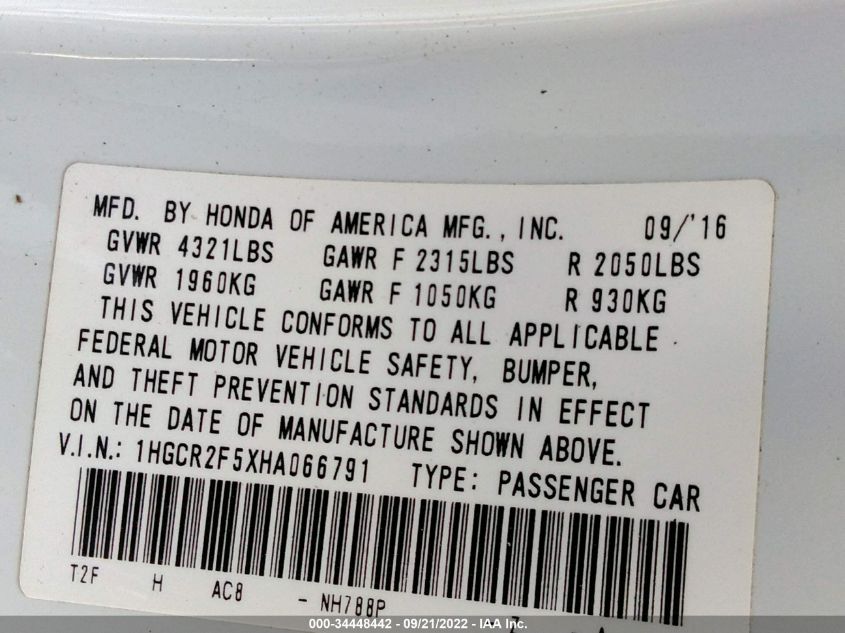 MFD. BY HONDA OF AMERICA MFG., INC. 09/'16
GVWR 4321LBS GAWR F 2315LBS R 2050LBS
GVWR 1960KG GAWR F 1050KG R 930KG
THIS VEHICLE CONFORMS TO ALL APPLICABLE
FEDERAL MOTOR VEHICLE SAFETY, BUMPER,
AND THEFT PREVENTION STANDARDS IN EFFECT
ON THE DATE OF MANUFACTURE SHOWN ABOVE.
V.I.N.: 1HGCR2F5XHA066791 TYPE: PASSENGER CAR
T2F H AC8 - NH788P
000-34448442 - 09/21/2022 - IAA Inc.